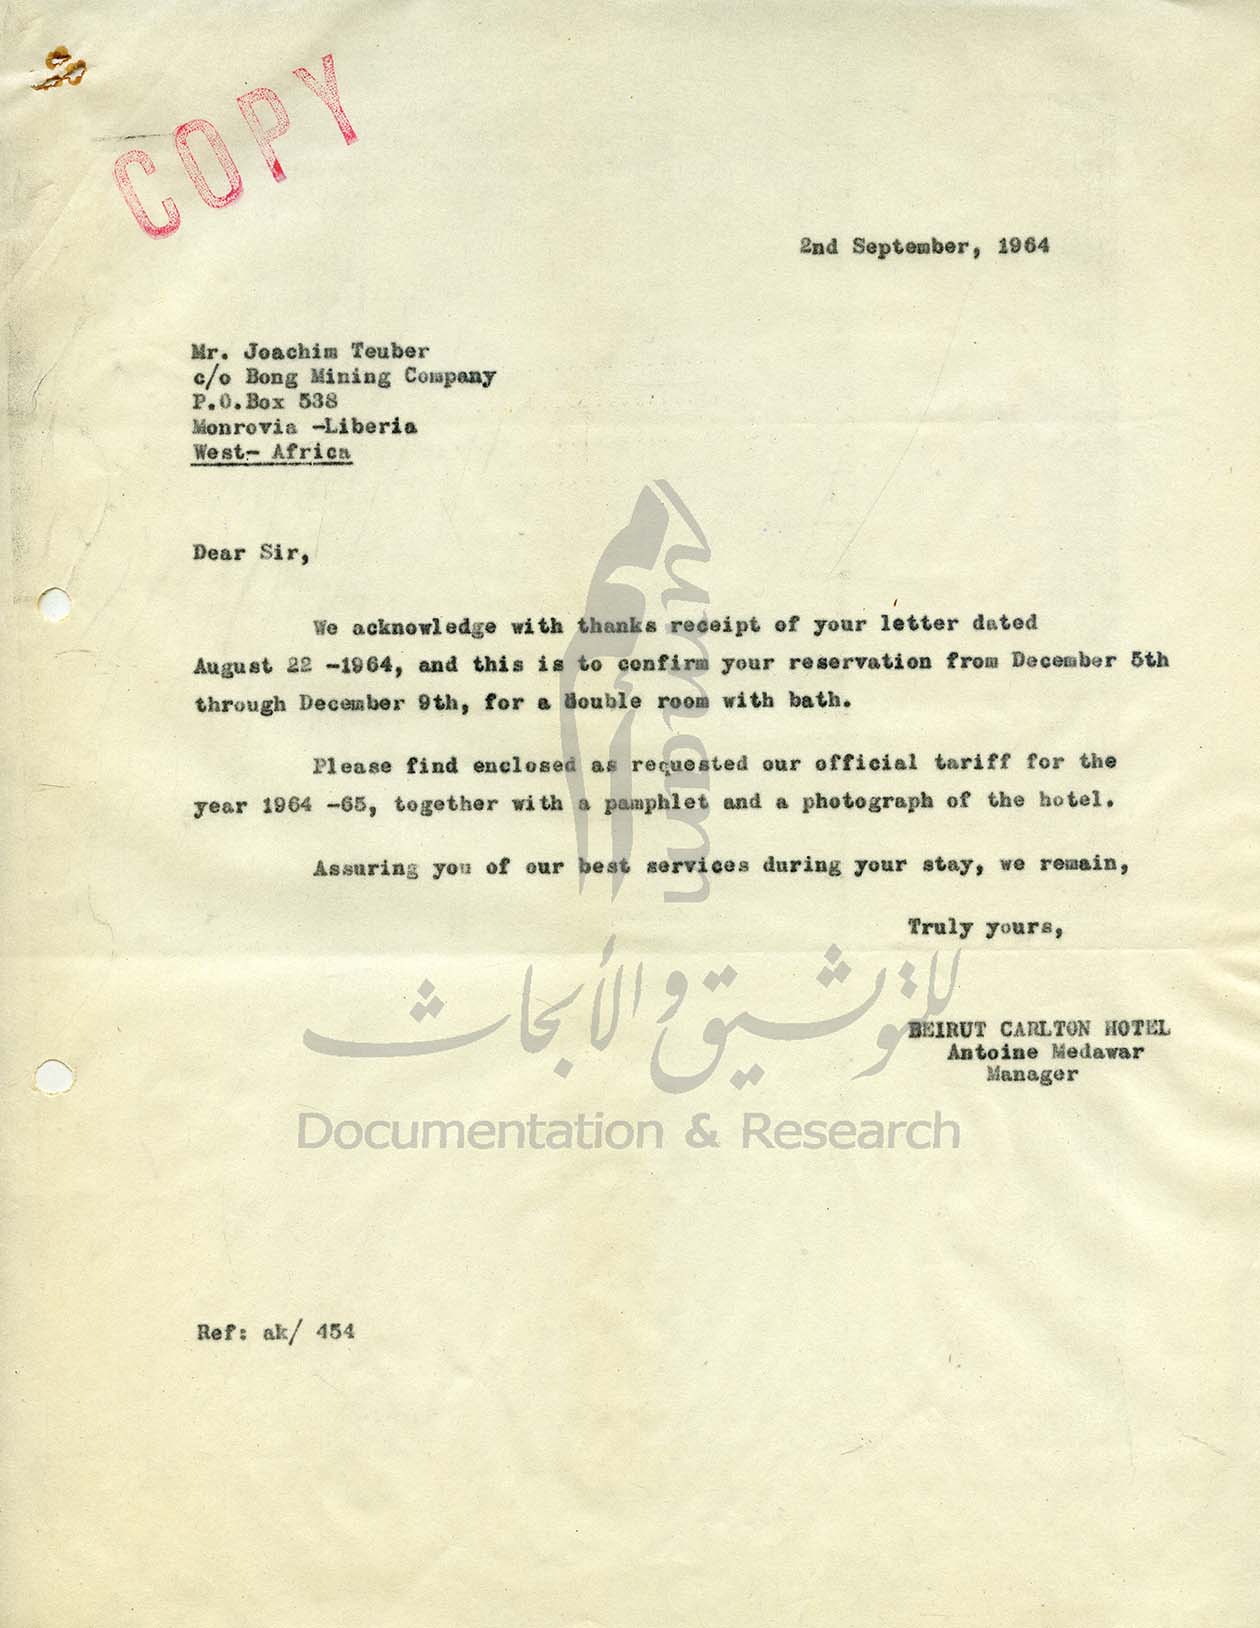 COPY
2nd September, 1964
Mr. Joachim Teuber
c/o Bong Mining Company
P.O.Box 538
Monrovia -Liberia
West- Africa
Dear Sir,
We acknowledge with thanks receipt of your letter dated
August 22 -1964, and this is to confirm your reservation from December 5th
through December 9th, for a double room with bath.
Please find enclosed as requested our official tariff for the
year 1964 -65, together with a pamphlet and a photograph of the hotel.
Assuring you of our best services during your stay, we remain,
Truly yours,
BEIRUT CARLTON HOTEL
Antoine Medawar
Manager
Ref: ak/ 454
للتوثيق والأبحاث
Documentation & Research